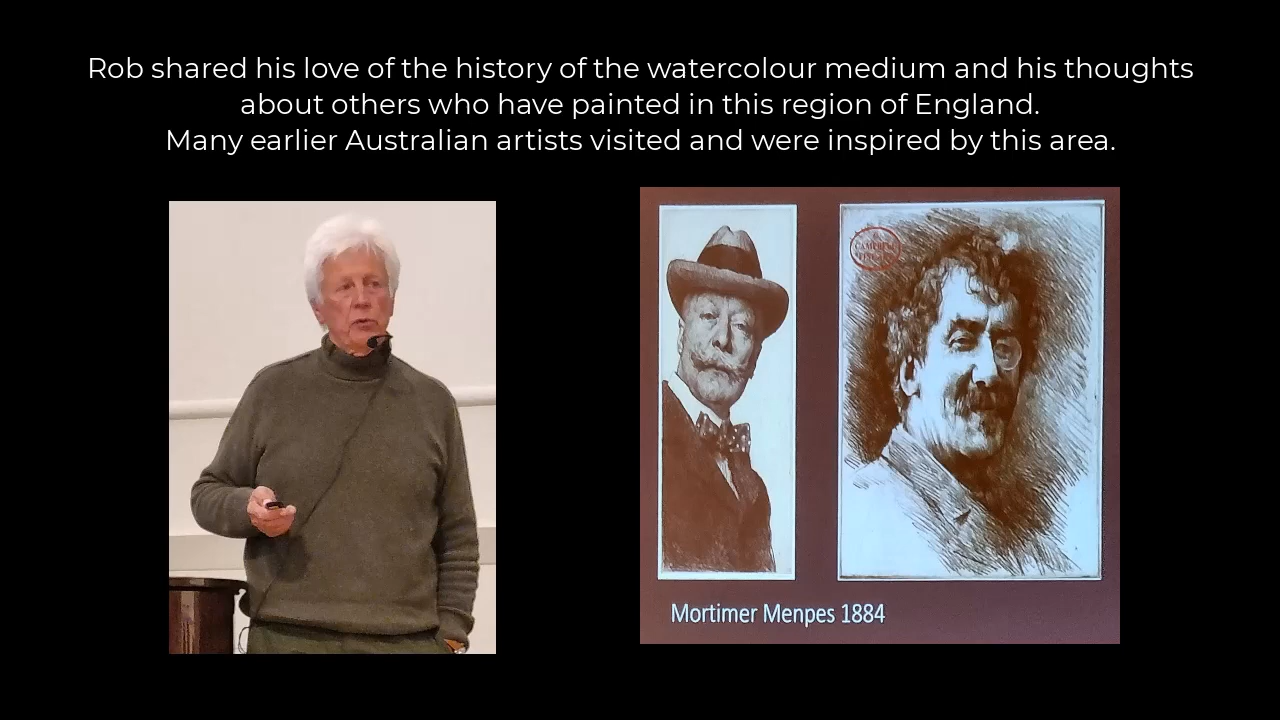 Rob shared his love of the history of the watercolour medium and his thoughts
about others who have painted in this region of England.
Many earlier Australian artists visited and were inspired by this area.
Mortimer Menpes 1884